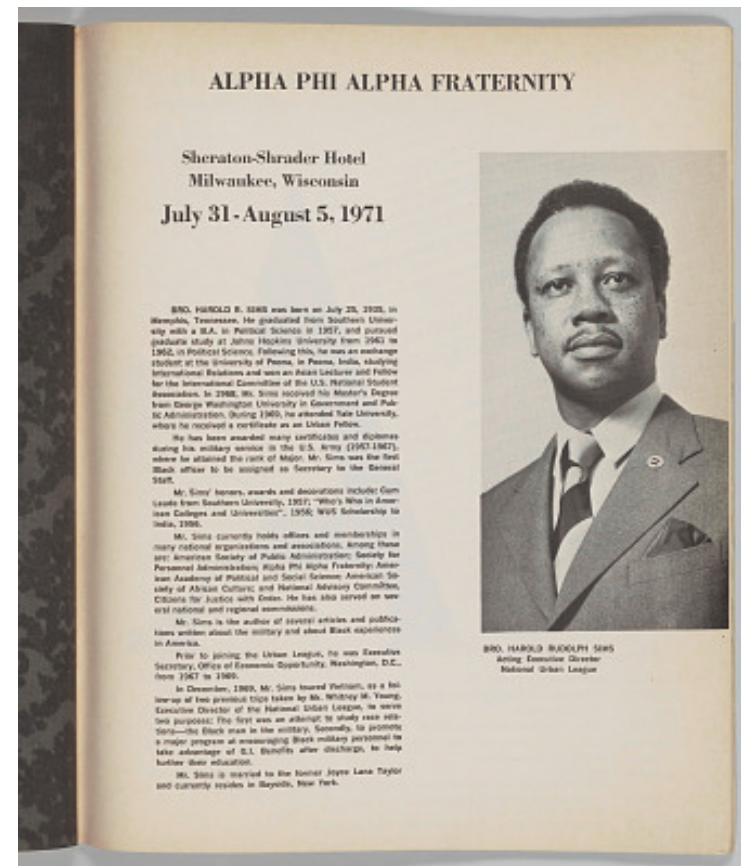 ALPHA PHI ALPHA FRATERNITY
Sheraton-Shrader Hotel
Milwaukee, Wisconsin
July 31-August 5, 1971
BRO. HAROLD R. SIMS was born on July 25, 1935, in
Memphis, Tennessee. He graduated from Southern Univer-
sity with a B.A. in Political Science in 1957, and pursued
graduate study at Johns Hopkins University from 1961 to
1962, in Political Science. Following this, he was an exchange
student at the University of Poona, in Poona, India, studying
International Relations and won an Asian Lecturer and Fellow
for the International Committee of the U.S. National Student
Association. In 1968, Mr. Sims received his Master's Degree
from George Washington University in Government and Pub-
lic Administration. During 1969, he attended Yale University,
where he received a certificate as an Urban Fellow.
He has been awarded many certificates and diplomas
during his military service in the U.S. Army (1957-1967),
where he attained the rank of Major. Mr. Sims was the first
Black officer to be assigned as Secretary to the General
Staff.
Mr. Sims' honors, awards and decorations include: Cum
Laude from Southern University, 1957; "Who's Who in Amer-
ican Colleges and Universities", 1956; WUS Scholarship to
India, 1956.
Mr. Sims currently holds offices and memberships in
many national organizations and associations. Among these
are: American Society of Public Administration; Society for
Personnel Administration; Alpha Phi Alpha Fraternity; Amer-
ican Academy of Political and Social Science; American So-
ciety of African Culture; and National Advisory Committee,
Citizens for Justice with Order. He has also served on sev-
eral national and regional commissions.
Mr. Sims is the author of several articles and publica-
tions written about the military and about Black experiences
in America.
Prior to joining the Urban League, he was Executive
Secretary, Office of Economic Opportunity, Washington, D.C.,
from 1967 to 1969.
In December, 1969, Mr. Sims toured Vietnam, as a fol-
low-up of two previous trips taken by Mr. Whitney M. Young,
Executive Director of the National Urban League, to serve
two purposes: The first was an attempt to study race rela-
tions—the Black man in the military. Secondly, to promote
a major program at encouraging Black military personnel to
take advantage of G.I. Benefits after discharge, to help
further their education.
Mr. Sims is married to the former Joyce Lana Taylor
and currently resides in Bayside, New York.
BRO. HAROLD RUDOLPH SIMS
Acting Executive Director
National Urban League